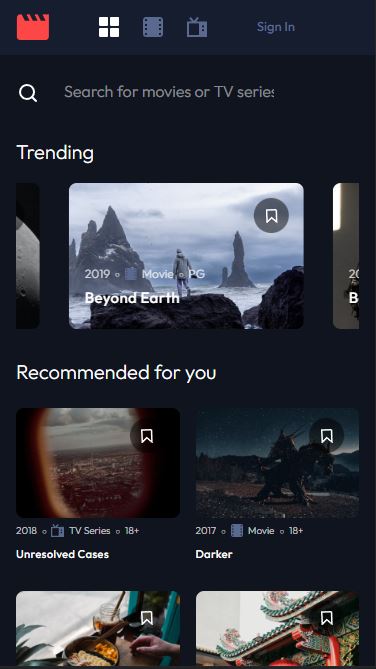 Sign In
Search for movies or TV series
Trending
2019 Movie PG
Beyond Earth
20
B
Recommended for you
2018 TV Series 18+
2017 Movie 18+
Unresolved Cases
Darker